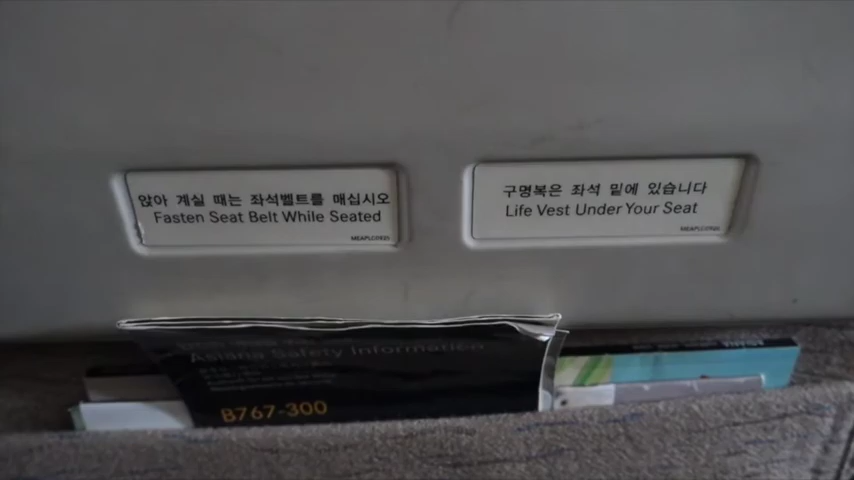 앉아 계실 때는 좌석벨트를 매십시오
Fasten Seat Belt While Seated
구명복은 좌석 밑에 있습니다
Life Vest Under Your Seat
Asiana Safety Information
B767-300